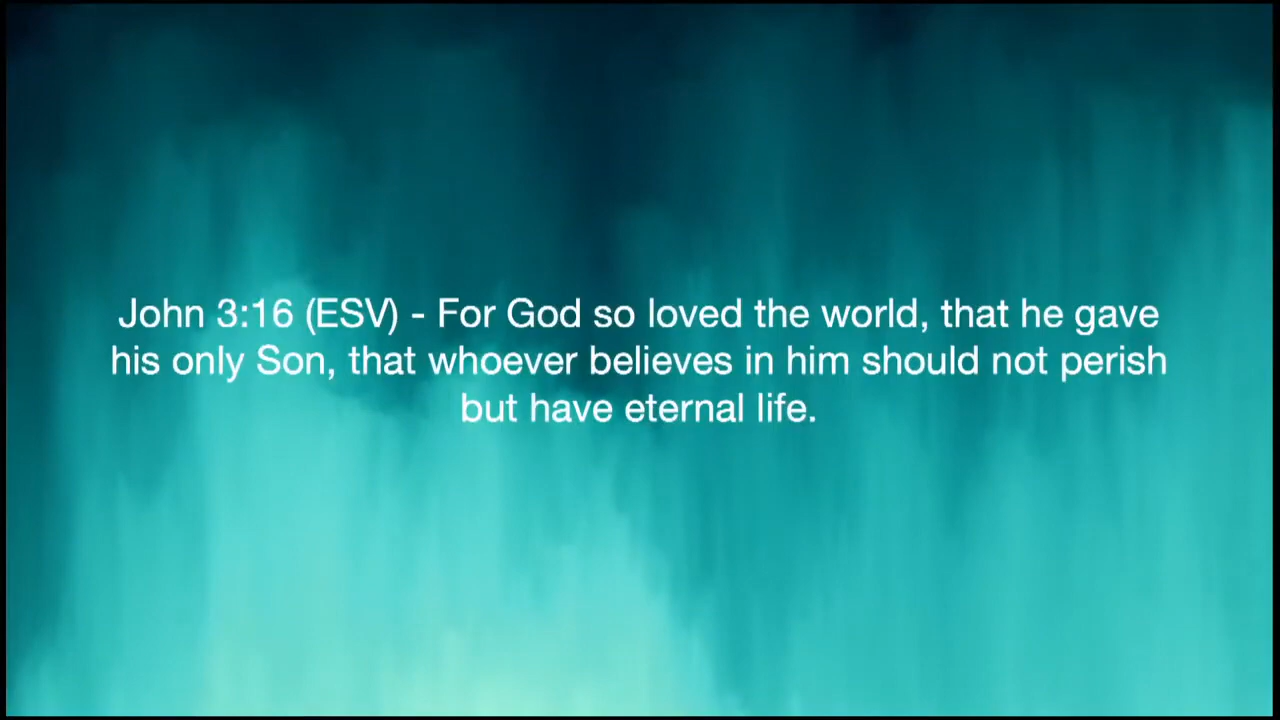 John 3:16 (ESV) - For God so loved the world, that he gave
his only Son, that whoever believes in him should not perish
but have eternal life.